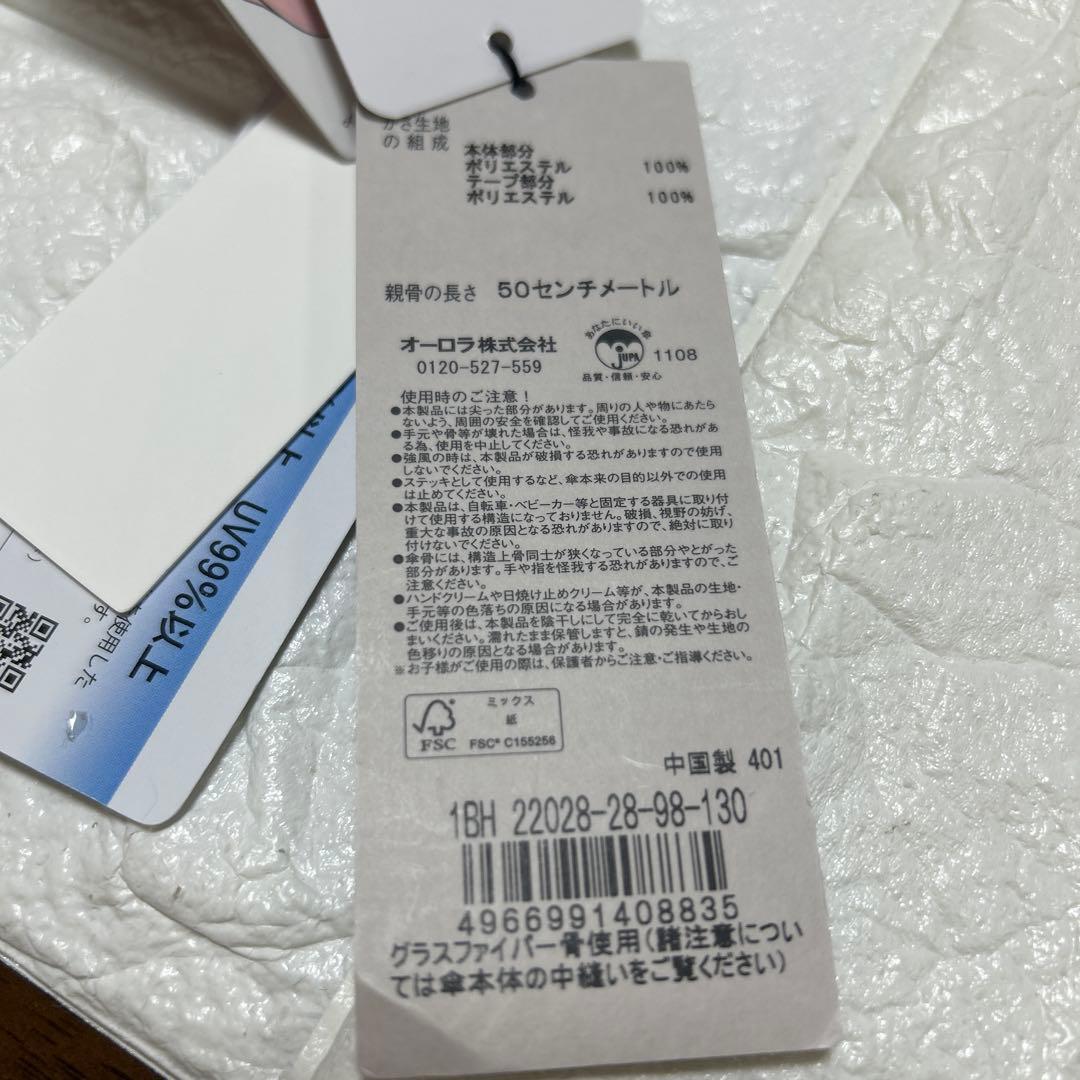 かさ生地
の組成
本体部分
ポリエステル 100%
テープ部分
ポリエステル 100%
親骨の長さ 50センチメートル
オーロラ株式会社
0120-527-559
あなたにいい傘
JUPA
品質・信頼・安心
1108
使用時のご注意！
●本製品には尖った部分があります。周りの人や物にあたら
ないよう、周囲の安全を確認してご使用ください。
●手元や骨等が壊れた場合は、怪我や事故になる恐れがあ
る為、使用を中止してください。
●強風の時は、本製品が破損する恐れがありますので使用
しないでください。
●ステッキとして使用するなど、傘本来の目的以外での使用
は止めてください。
●本製品は、自転車・ベビーカー等と固定する器具に取り付
けて使用する構造になっておりません。破損、視野の妨げ、
重大な事故の原因となる恐れがありますので、絶対に取り
付けないでください。
●傘骨には、構造上骨同士が狭くなっている部分やとがった
部分があります。手や指を怪我する恐れがありますので、ご
注意ください。
●ハンドクリームや日焼け止めクリーム等が、本製品の生地・
手元等の色落ちの原因になる場合があります。
●ご使用後は、本製品を陰干しにして完全に乾いてからおし
まいください。濡れたまま保管しますと、錆の発生や生地の
色移りの原因となる場合があります。
※お子様がご使用の際は、保護者からご注意・ご指導ください。
ミックス
紙
FSC
FSC® C155256
中国製 401
1BH 22028-28-98-130
4966991408835
グラスファイバー骨使用(諸注意につい
ては傘本体の中縫いをご覧ください)
UV99%以上
使用した
す。